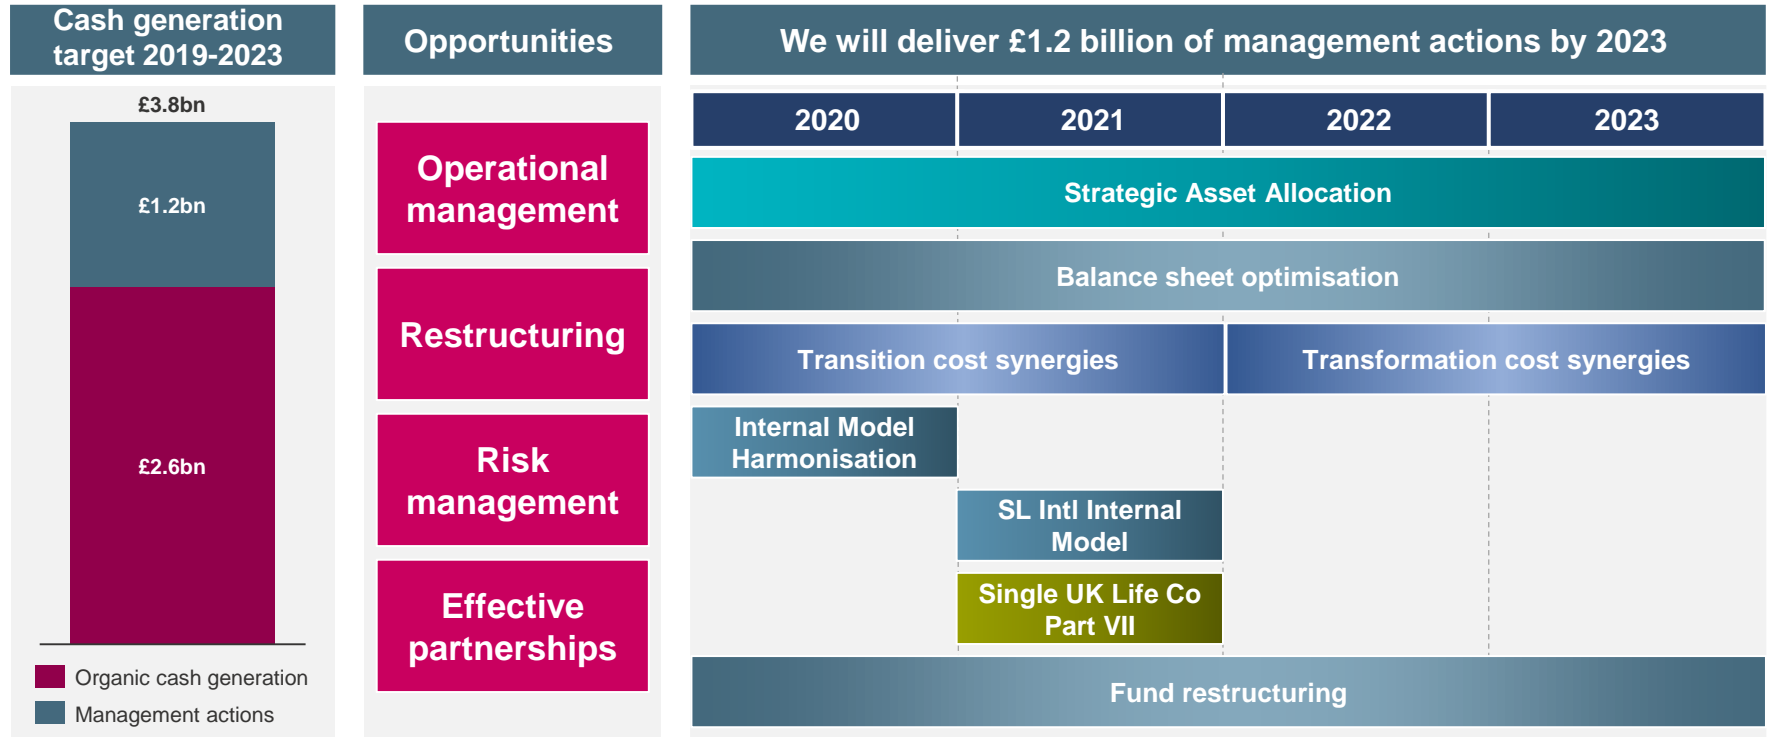 Cash generation
target 2019-2023
£3.8bn
£1.2bn
£2.6bn
Organic cash generation
Management actions
Opportunities
Operational
management
Restructuring
Risk
management
Effective
partnerships
We will deliver £1.2 billion of management actions by 2023
2020
2021
2022
2023
Strategic Asset Allocation
Balance sheet optimisation
Transition cost synergies
Transformation cost synergies
Internal Model
Harmonisation
SL Intl Internal
Model
Single UK Life Co
Part VII
Fund restructuring